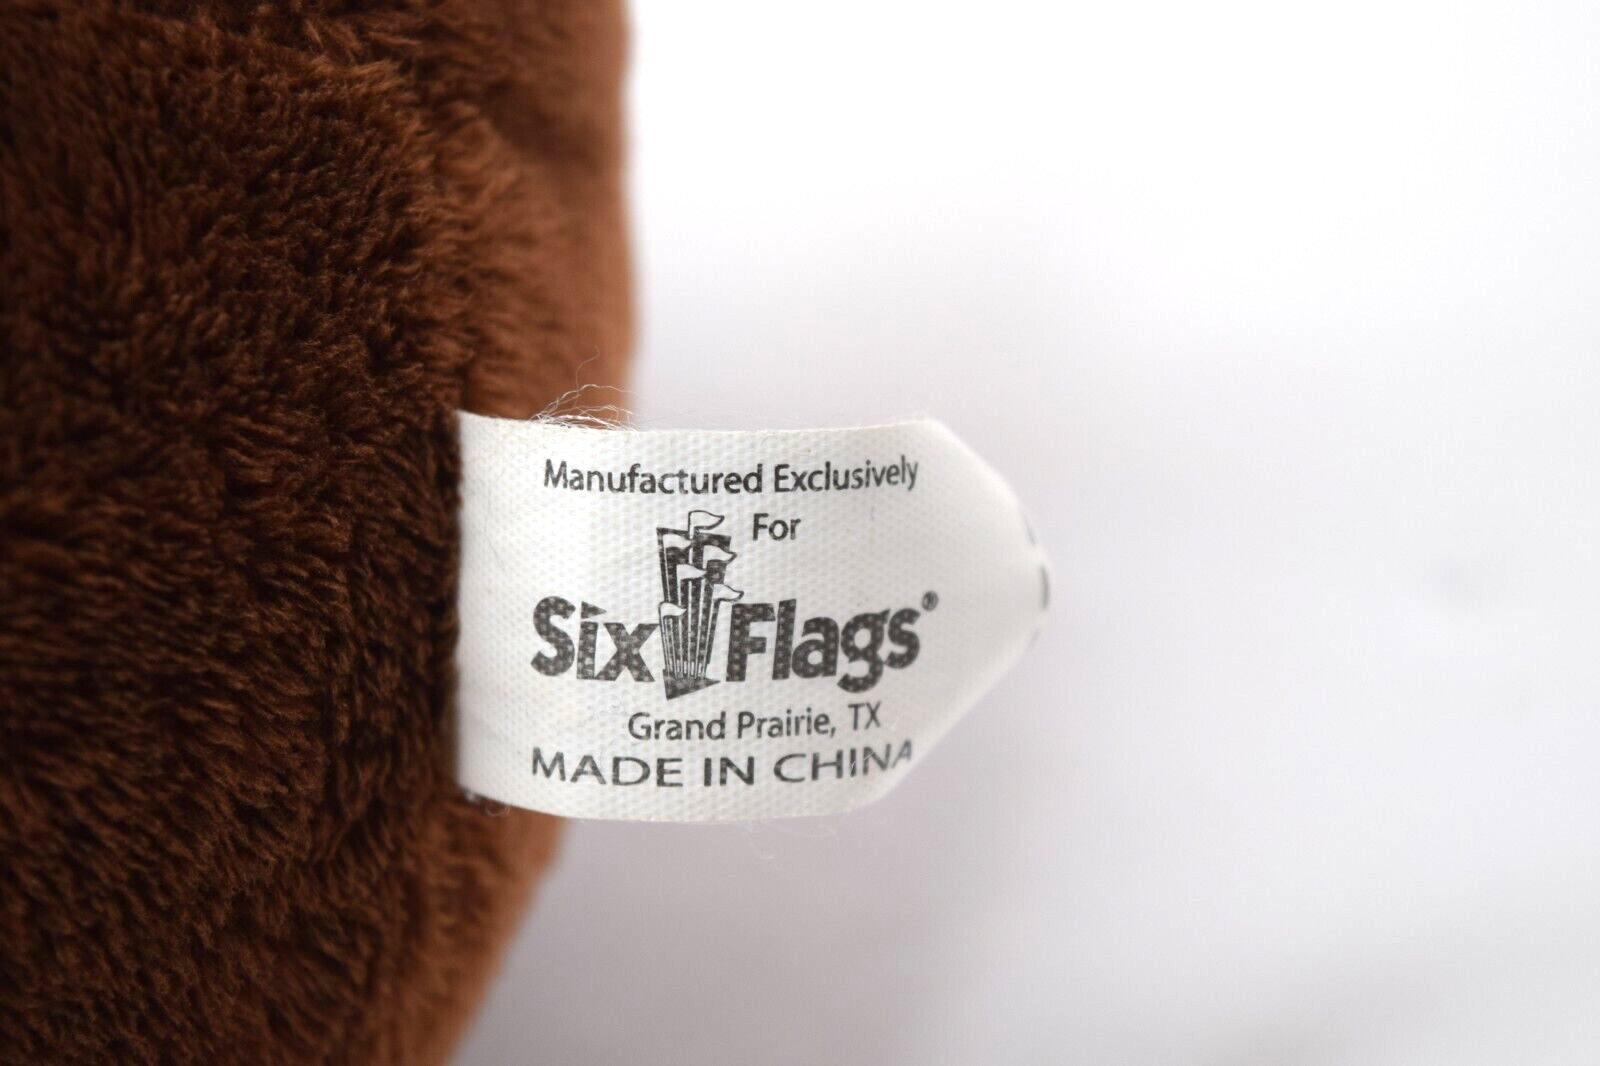 Manufactured Exclusively
For
Six Flags®
Grand Prairie, TX
MADE IN CHINA